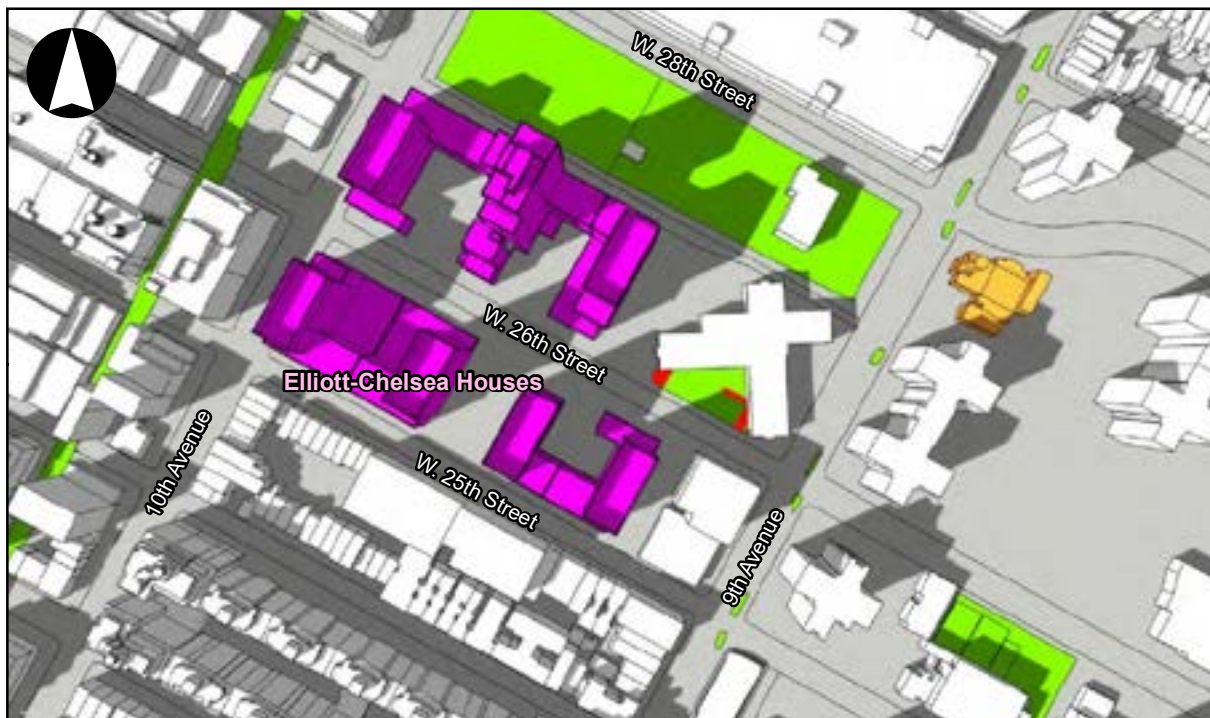 W. 28th Street
W. 26th Street
Elliott-Chelsea Houses
10th Avenue
W. 25th Street
9th Avenue